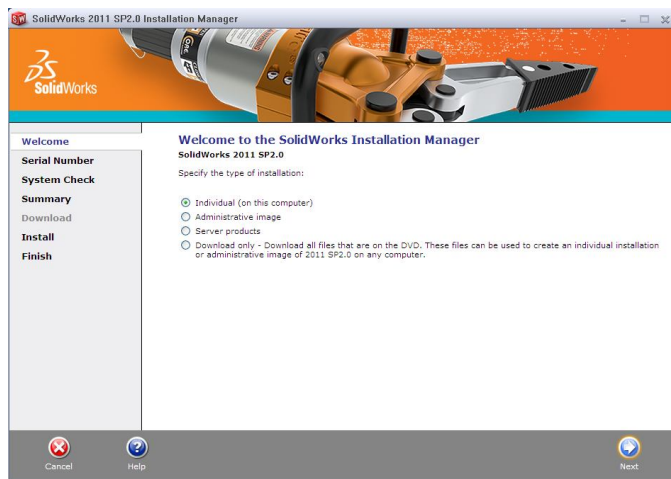 SolidWorks 2011 SP2.0 Installation Manager
SolidWorks
Welcome
Serial Number
System Check
Summary
Download
Install
Finish
Welcome to the SolidWorks Installation Manager
SolidWorks 2011 SP2.0
Specify the type of installation:
Individual (on this computer)
Administrative image
Server products
Download only - Download all files that are on the DVD. These files can be used to create an individual installation
or administrative image of 2011 SP2.0 on any computer.
Cancel
Help
Next